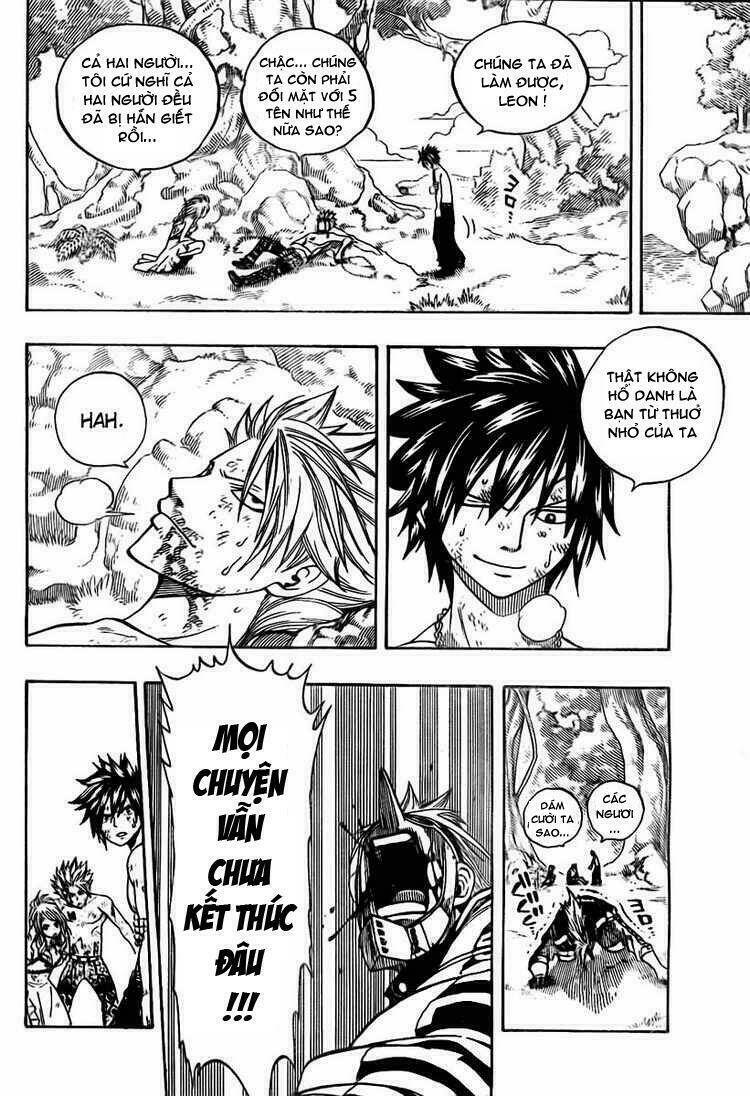 CHÚNG TA ĐÃ
LÀM ĐƯỢC,
LEON !
CHẬC... CHÚNG
TA CÒN PHẢI
ĐỐI MẶT VỚI 5
TÊN NHƯ THẾ
NỮA SAO?
CẢ HAI NGƯỜI...
TÔI CỨ NGHĨ CẢ
HAI NGƯỜI ĐỀU
ĐÃ BỊ HẮN GIẾT
RỒI...
THẬT KHÔNG
HỔ DANH LÀ
BẠN TỪ THUỞ
NHỎ CỦA TA
HAH.
CÁC
NGƯƠI
...
DÁM
CƯỜI TA
SAO...
MỌI
CHUYỆN
VẪN
CHƯA
KẾT THÚC
ĐÂU
!!!